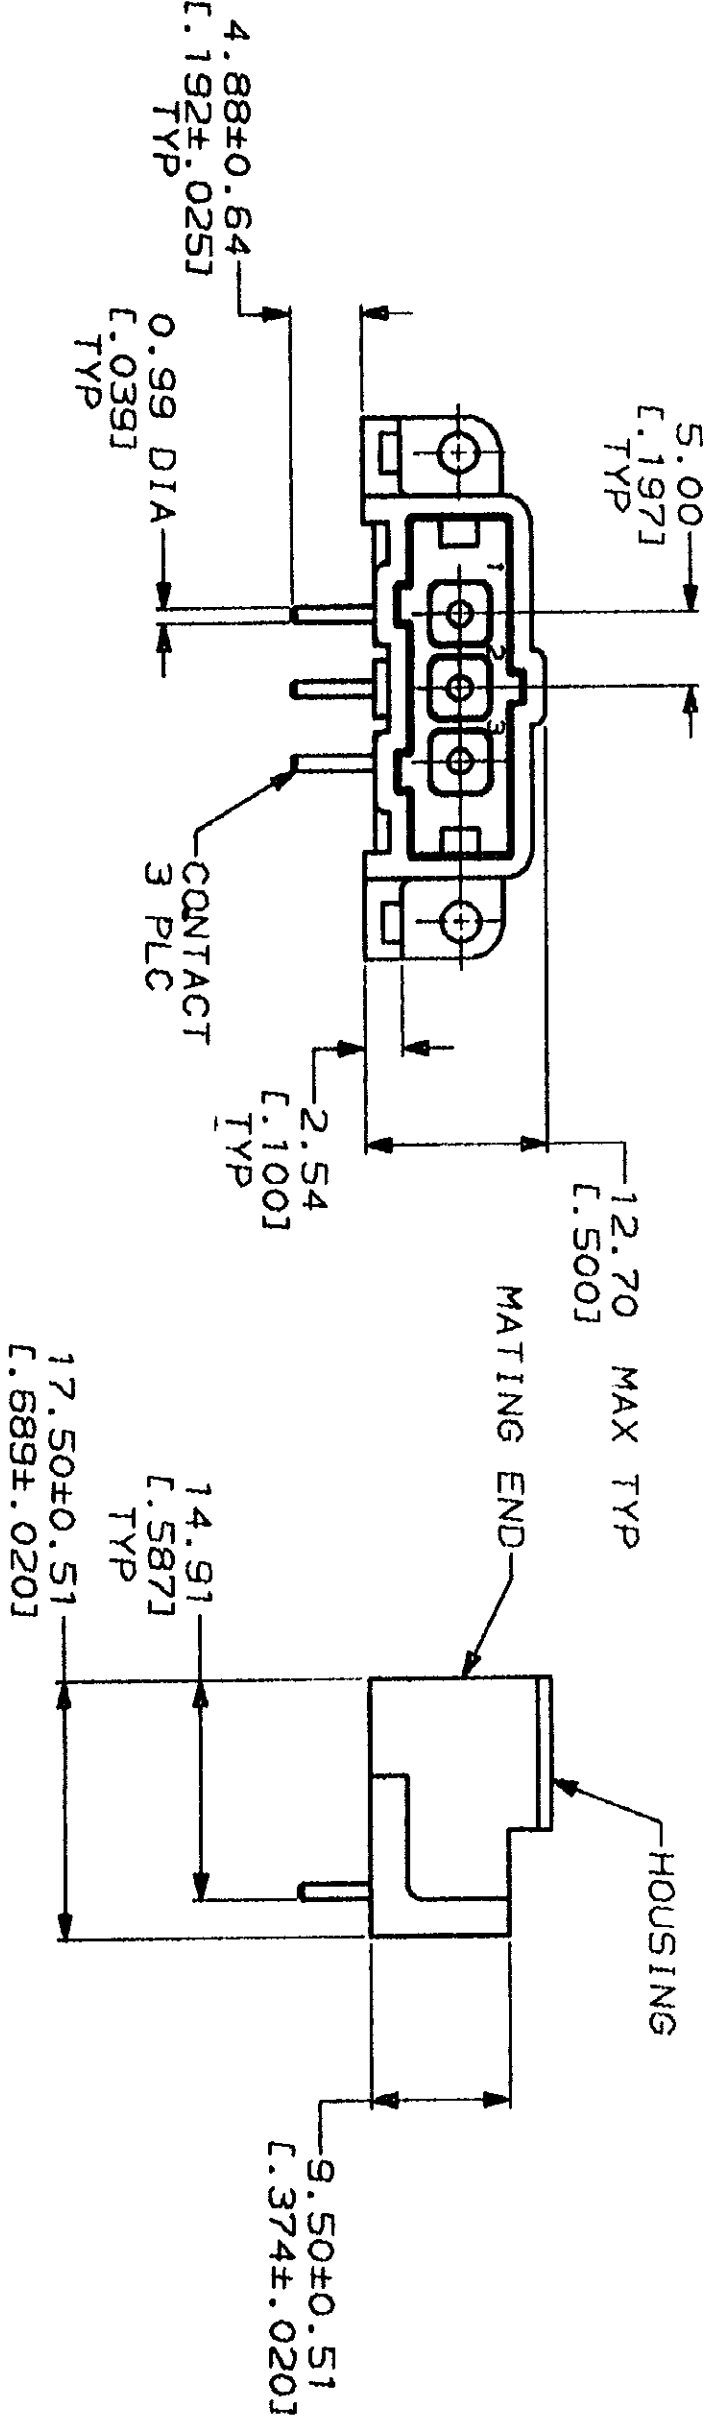 4.88±0.64
[.192±.025]
TYP
0.99 DIA
[.039]
TYP
5.00
[.197]
TYP
1
2
3
CONTACT
3 PLC
2.54
[.100]
TYP
12.70 MAX TYP
[.500]
MATING END
HOUSING
14.91
[.587]
TYP
17.50±0.51
[.689±.020]
9.50±0.51
[.374±.020]